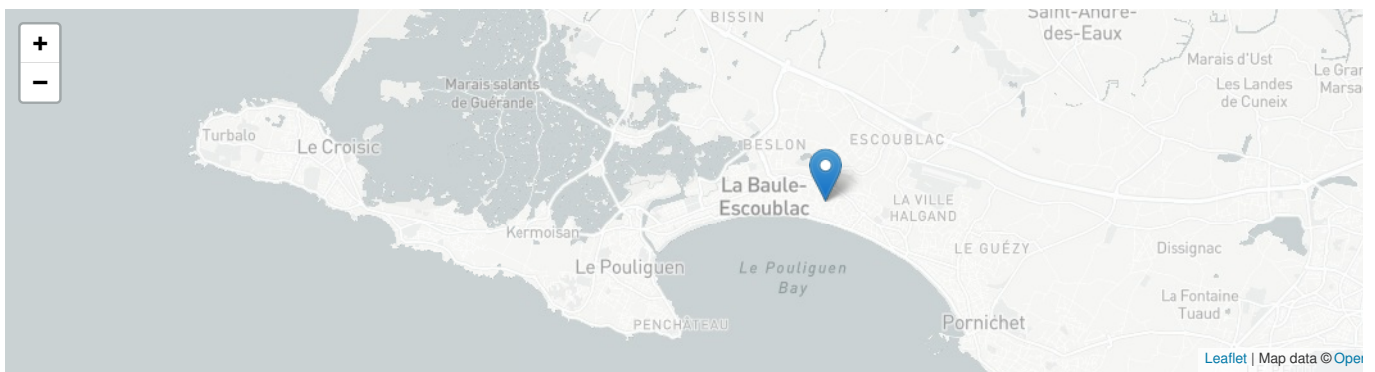 +
−
BISSIN
Saint-André-
des-Eaux
Marais d'Ust
Le Gran
Marsa
Les Landes
de Cuneix
Marais salants
de Guérande
Turbalo
Le Croisic
BESLON
ESCOUBLAC
La Baule-
Escoublac
LA VILLE
HALGAND
Kermoisan
LE GUÉZY
Dissignac
Le Pouliguen
Le Pouliguen
Bay
La Fontaine
Tuaud
PENCHÂTEAU
Pornichet
Leaflet | Map data © Open